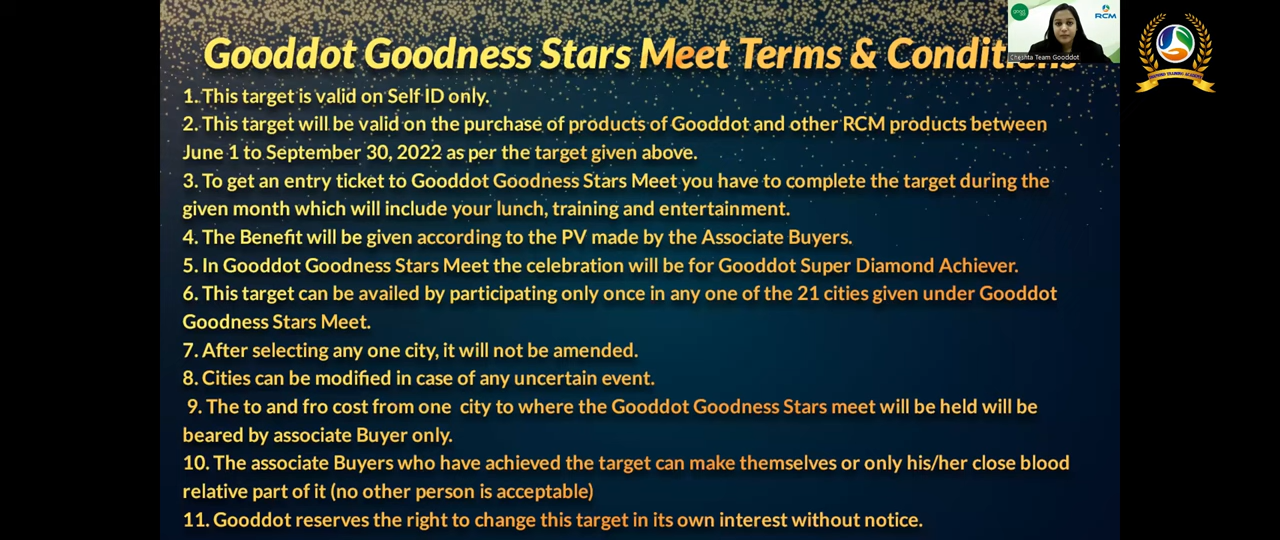 Gooddot Goodness Stars Meet Terms & Conditions
RCM
Cheshta Team Gooddot
1. This target is valid on Self ID only.
2. This target will be valid on the purchase of products of Gooddot and other RCM products between
June 1 to September 30, 2022 as per the target given above.
3. To get an entry ticket to Gooddot Goodness Stars Meet you have to complete the target during the
given month which will include your lunch, training and entertainment.
4. The Benefit will be given according to the PV made by the Associate Buyers.
5. In Gooddot Goodness Stars Meet the celebration will be for Gooddot Super Diamond Achiever.
6. This target can be availed by participating only once in any one of the 21 cities given under Gooddot
Goodness Stars Meet.
7. After selecting any one city, it will not be amended.
8. Cities can be modified in case of any uncertain event.
9. The to and fro cost from one  city to where the Gooddot Goodness Stars meet will be held will be
beared by associate Buyer only.
10. The associate Buyers who have achieved the target can make themselves or only his/her close blood
relative part of it (no other person is acceptable)
11. Gooddot reserves the right to change this target in its own interest without notice.